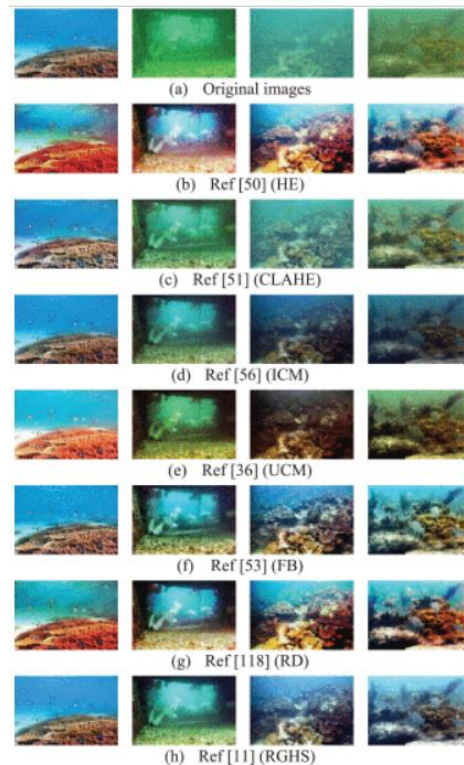 (a) Original images
(b) Ref [50] (HE)
(c) Ref [51] (CLAHE)
(d) Ref [56] (ICM)
(e) Ref [36] (UCM)
(f) Ref [53] (FB)
(g) Ref [118] (RD)
(h) Ref [11] (RGHS)